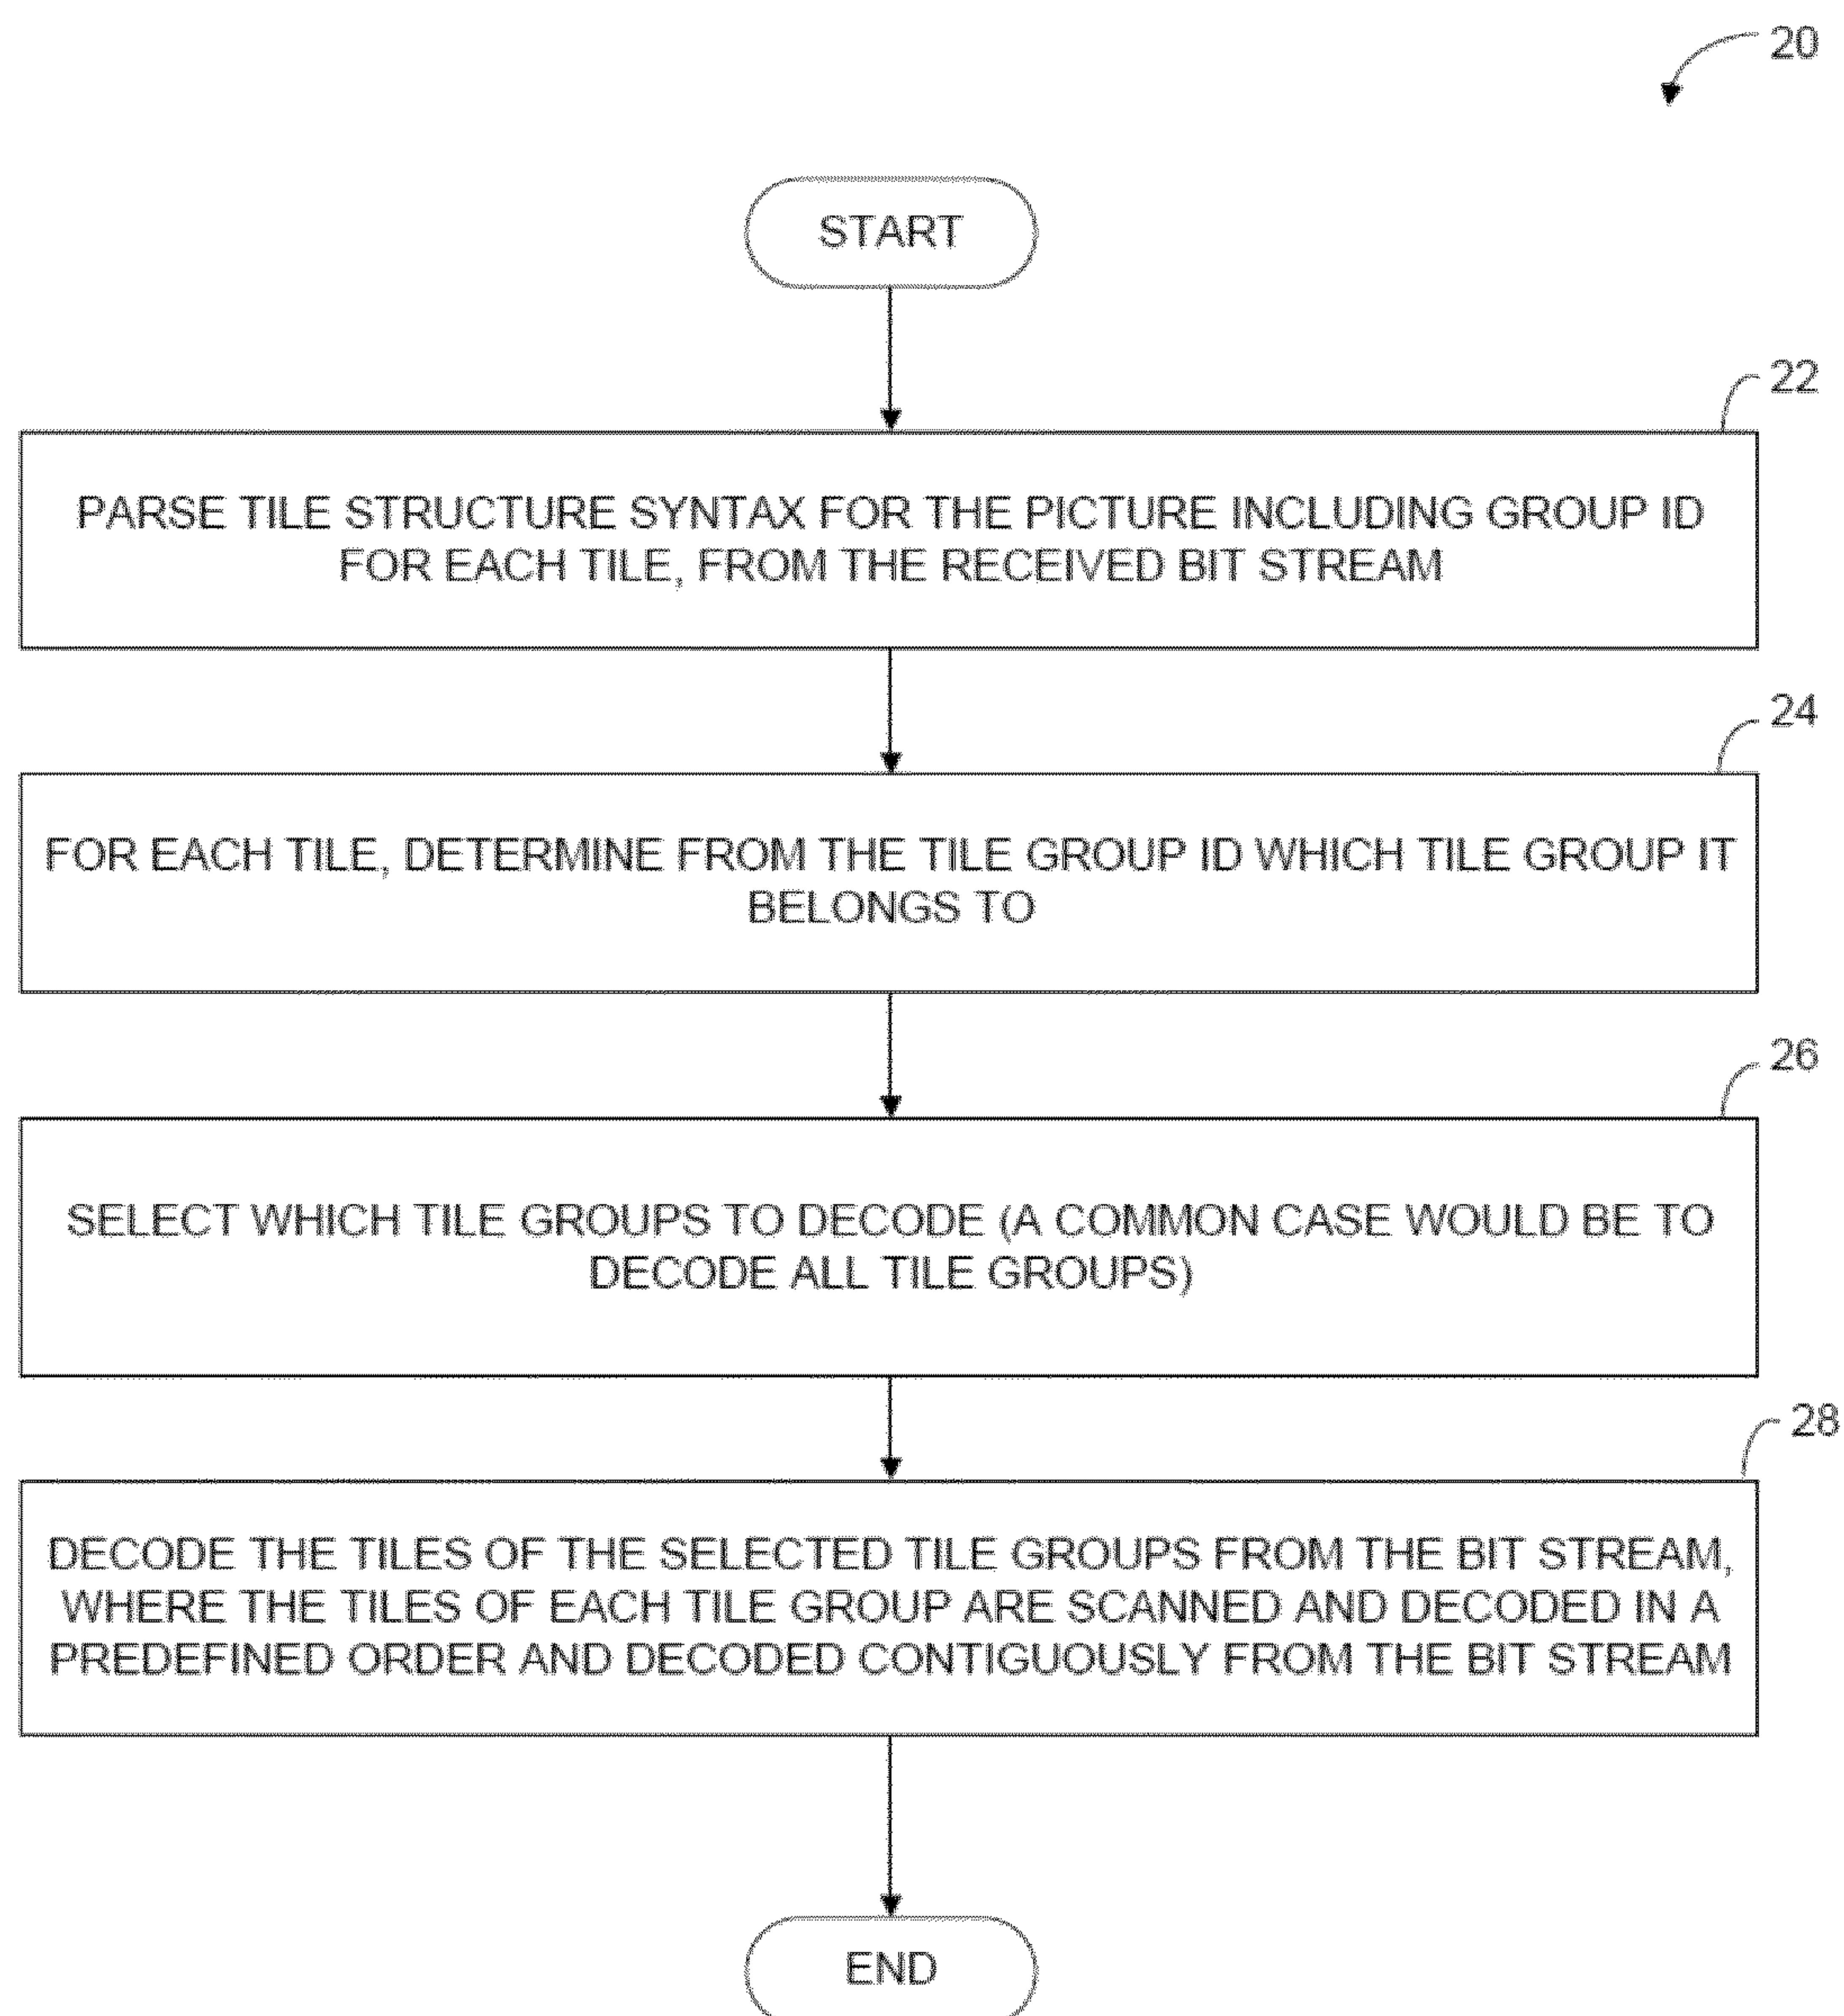 20
START
22
PARSE TILE STRUCTURE SYNTAX FOR THE PICTURE INCLUDING GROUP ID
FOR EACH TILE, FROM THE RECEIVED BIT STREAM
24
FOR EACH TILE, DETERMINE FROM THE TILE GROUP ID WHICH TILE GROUP IT
BELONGS TO
26
SELECT WHICH TILE GROUPS TO DECODE (A COMMON CASE WOULD BE TO
DECODE ALL TILE GROUPS)
28
DECODE THE TILES OF THE SELECTED TILE GROUPS FROM THE BIT STREAM,
WHERE THE TILES OF EACH TILE GROUP ARE SCANNED AND DECODED IN A
PREDEFINED ORDER AND DECODED CONTIGUOUSLY FROM THE BIT STREAM
END